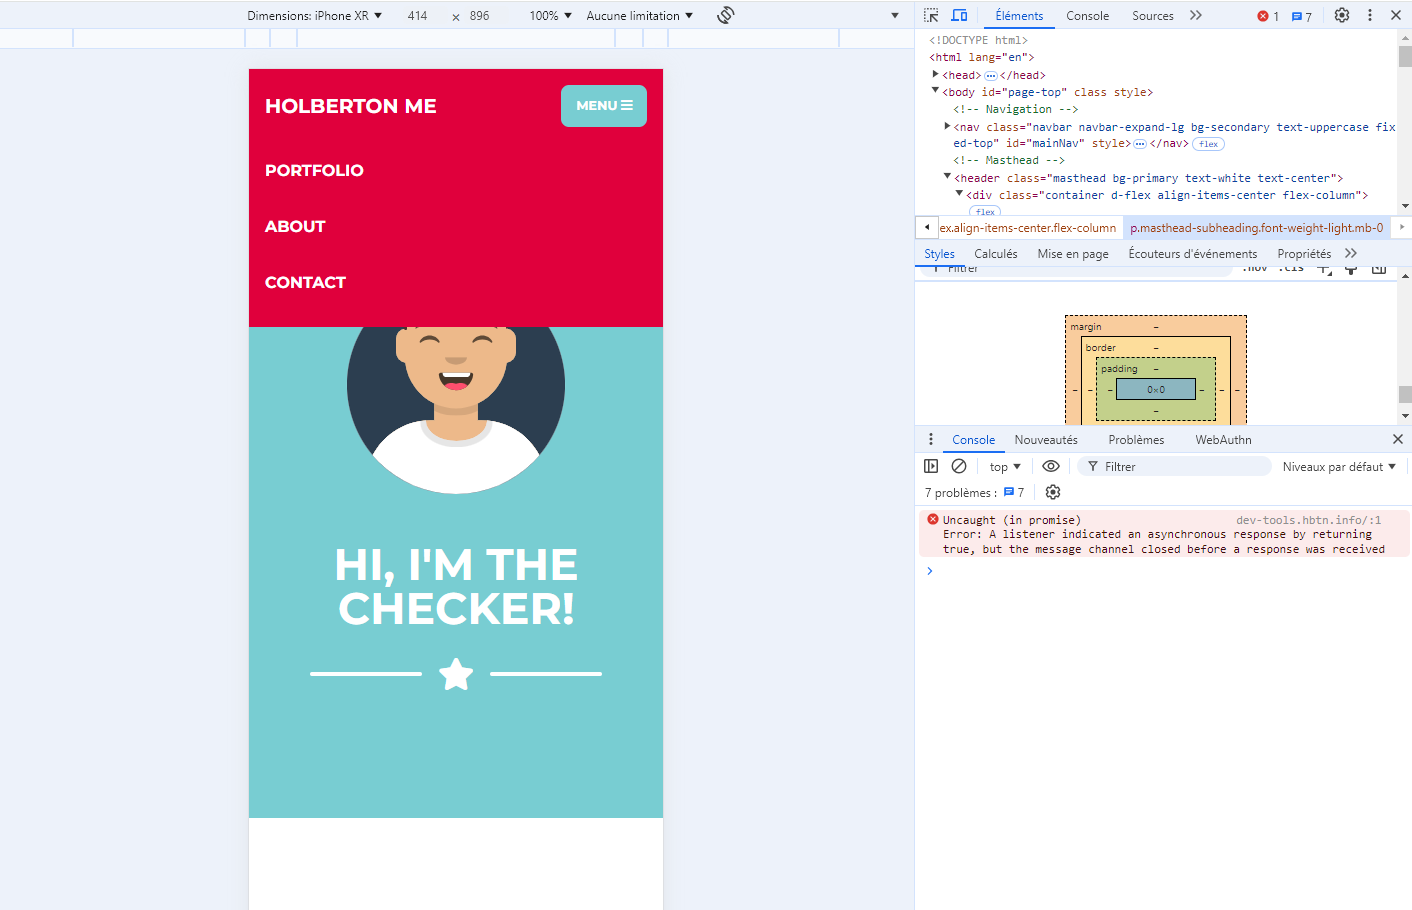 Dimensions: iPhone XR ▼ 414 × 896 100% ▼ Aucune limitation ▼
HOLBERTON ME
MENU
PORTFOLIO
ABOUT
CONTACT
HI, I'M THE
CHECKER!
Éléments Console Sources 1 7
<!DOCTYPE html>
<html lang="en">
<head> ••• </head>
<body id="page-top" class style>
<!-- Navigation -->
<nav class="navbar navbar-expand-lg bg-secondary text-uppercase fix
ed-top" id="mainNav" style> ••• </nav> flex
<!-- Masthead -->
<header class="masthead bg-primary text-white text-center">
<div class="container d-flex align-items-center flex-column">
flex
ex.align-items-center.flex-column p.masthead-subheading.font-weight-light.mb-0
Styles Calculés Mise en page Écouteurs d'événements Propriétés
Filtrer :hov .cls
margin –
border –
padding –
– – – 0×0 – – –
–
Console Nouveautés Problèmes WebAuthn
top ▼ Filtrer Niveaux par défaut ▼
7 problèmes : 7
Uncaught (in promise) dev-tools.hbtn.info/:1
Error: A listener indicated an asynchronous response by returning
true, but the message channel closed before a response was received